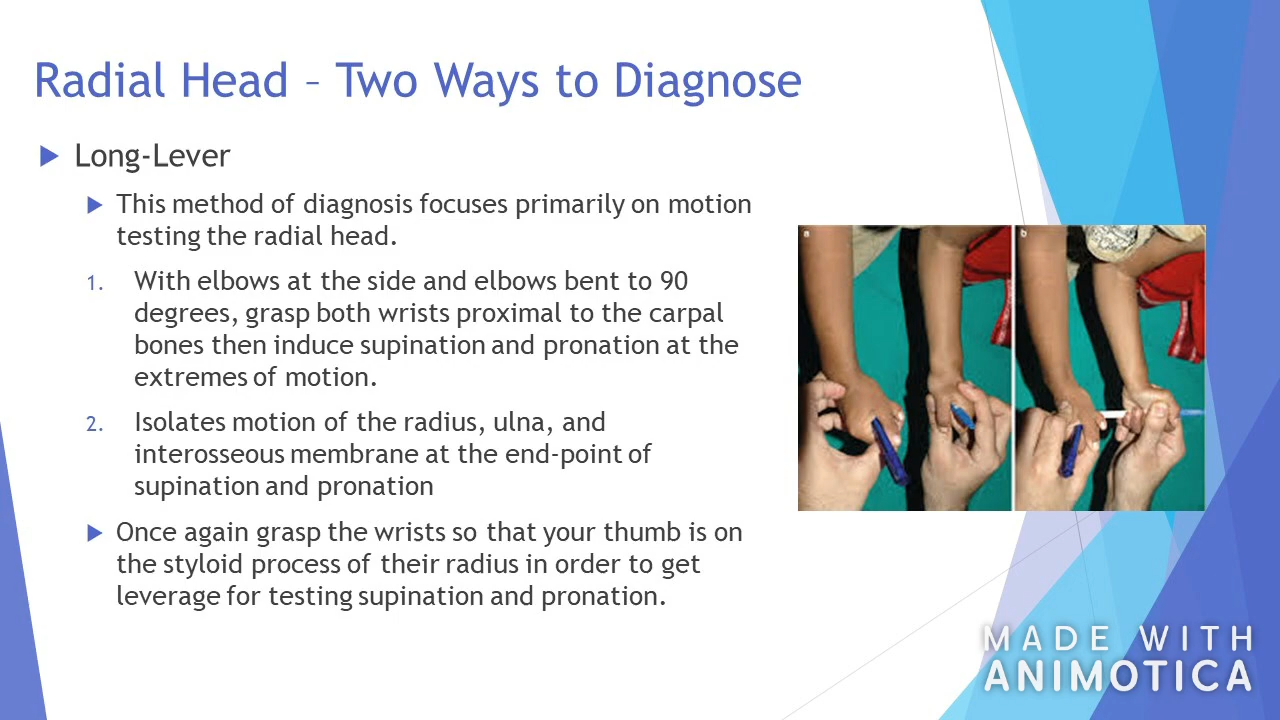 Radial Head – Two Ways to Diagnose
Long-Lever
This method of diagnosis focuses primarily on motion
testing the radial head.
1. With elbows at the side and elbows bent to 90
degrees, grasp both wrists proximal to the carpal
bones then induce supination and pronation at the
extremes of motion.
2. Isolates motion of the radius, ulna, and
interosseous membrane at the end-point of
supination and pronation
Once again grasp the wrists so that your thumb is on
the styloid process of their radius in order to get
leverage for testing supination and pronation.
a
b
MADE WITH
ANIMOTICA